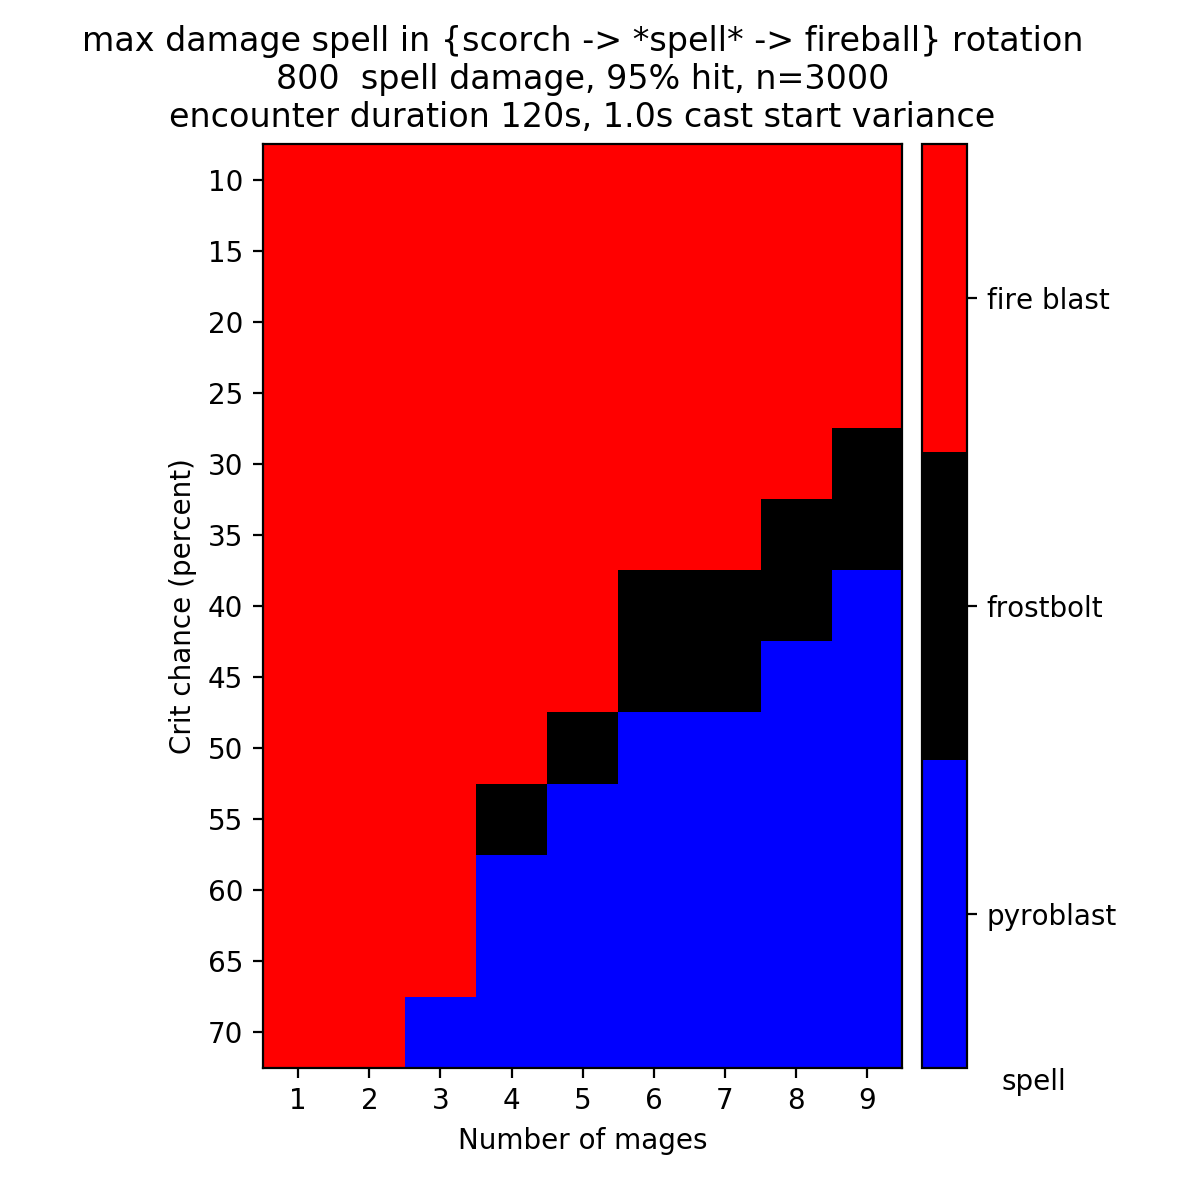 max damage spell in {scorch -> *spell* -> fireball} rotation
800  spell damage, 95% hit, n=3000
encounter duration 120s, 1.0s cast start variance
10
15
20
25
30
35
40
45
50
55
60
65
70
Crit chance (percent)
1 2 3 4 5 6 7 8 9
Number of mages
fire blast
frostbolt
pyroblast
spell